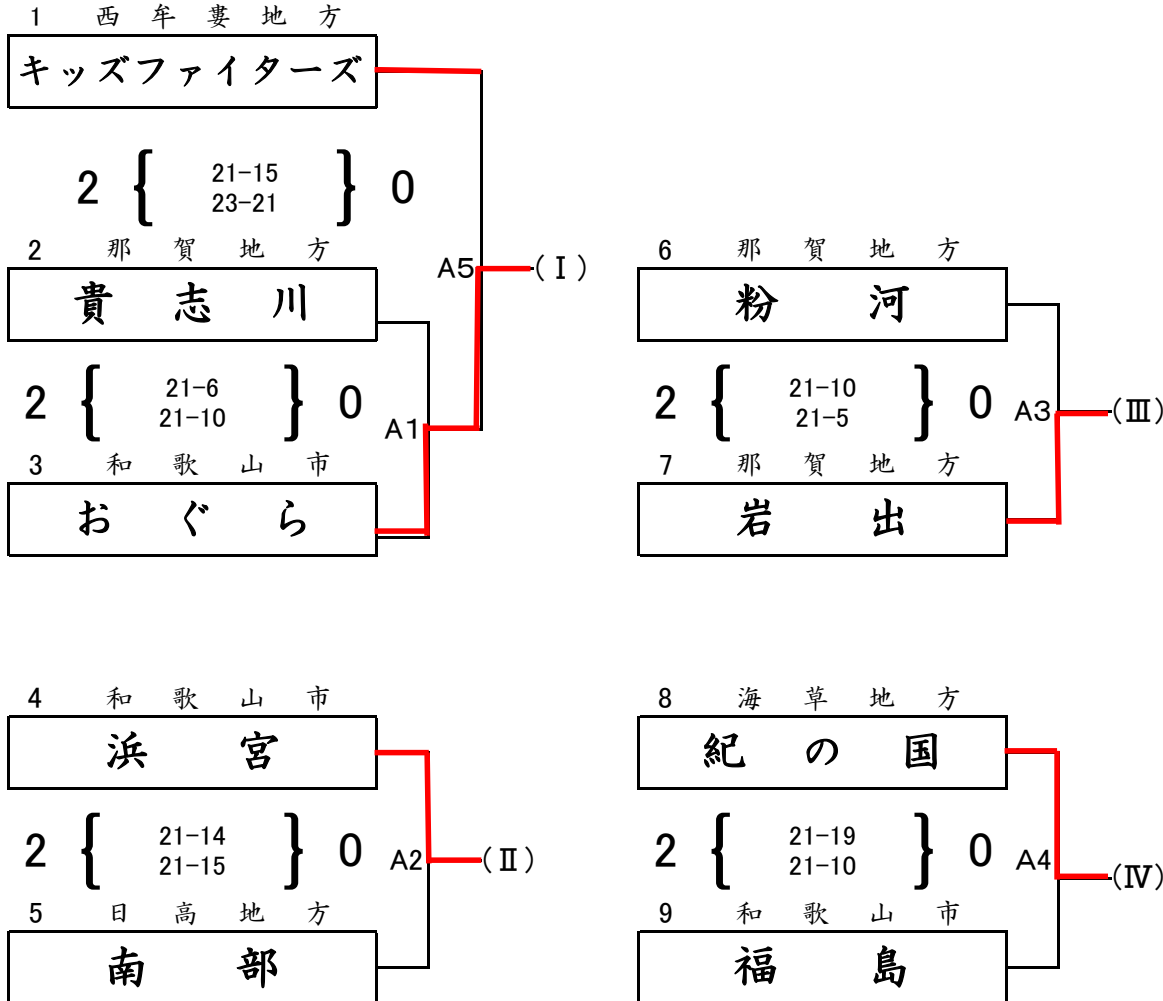 1 西牟婁地方
キッズファイターズ
2 { 21-15 } 0
23-21
2 那賀地方
貴志川
A5 (Ⅰ)
2 { 21-6 } 0
21-10
A1
3 和歌山市
おぐら
6 那賀地方
粉河
2 { 21-10 } 0
21-5
A3 (Ⅲ)
7 那賀地方
岩出
4 和歌山市
浜宮
2 { 21-14 } 0
21-15
A2 (Ⅱ)
5 日高地方
南部
8 海草地方
紀の国
2 { 21-19 } 0
21-10
A4 (Ⅳ)
9 和歌山市
福島